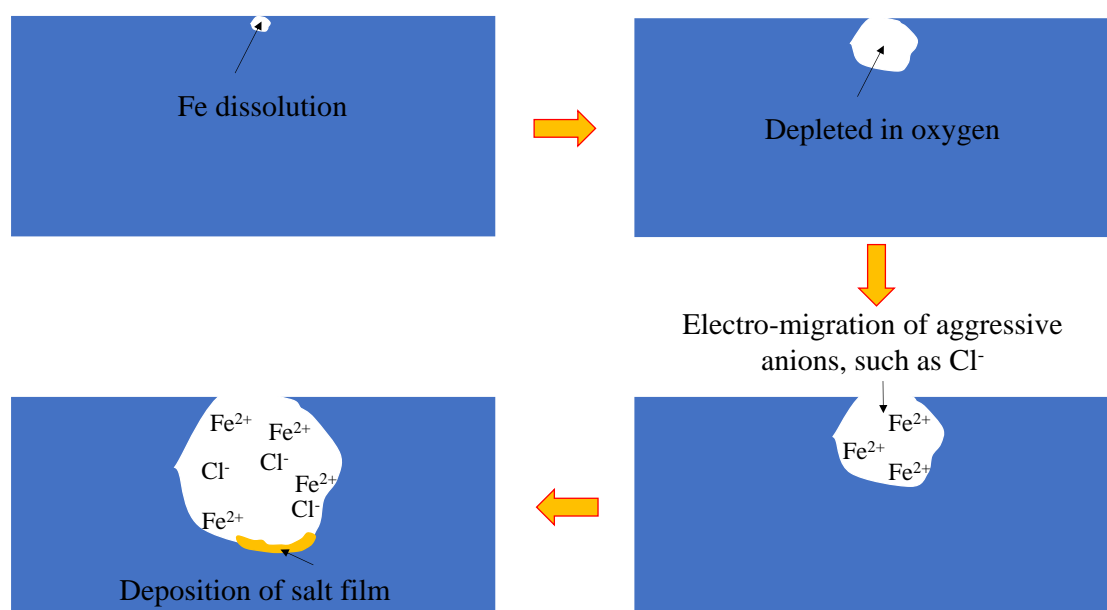 Fe dissolution
Depleted in oxygen
Electro-migration of aggressive
anions, such as Cl⁻
Fe²⁺
Fe²⁺
Fe²⁺
Fe²⁺
Fe²⁺
Cl⁻
Cl⁻
Fe²⁺
Cl⁻
Fe²⁺
Deposition of salt film